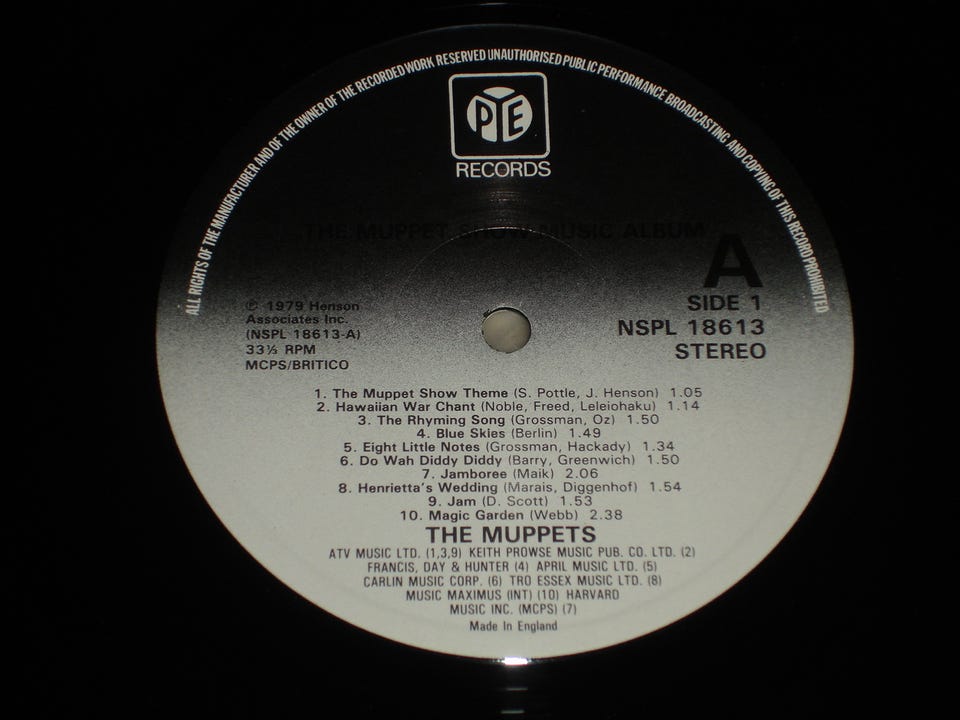 ALL RIGHTS OF THE MANUFACTURER AND OF THE OWNER OF THE RECORDED WORK RESERVED UNAUTHORISED PUBLIC PERFORMANCE BROADCASTING AND COPYING OF THIS RECORD PROHIBITED
PYE
RECORDS
THE MUPPET SHOW MUSIC ALBUM
A
SIDE 1
NSPL 18613
STEREO
℗ 1979 Henson
Associates Inc.
(NSPL 18613-A)
33⅓ RPM
MCPS/BRITICO
1. The Muppet Show Theme (S. Pottle, J. Henson) 1.05
2. Hawaiian War Chant (Noble, Freed, Leleiohaku) 1.14
3. The Rhyming Song (Grossman, Oz) 1.50
4. Blue Skies (Berlin) 1.49
5. Eight Little Notes (Grossman, Hackady) 1.34
6. Do Wah Diddy Diddy (Barry, Greenwich) 1.50
7. Jamboree (Maik) 2.06
8. Henrietta's Wedding (Marais, Diggenhof) 1.54
9. Jam (D. Scott) 1.53
10. Magic Garden (Webb) 2.38
THE MUPPETS
ATV MUSIC LTD. (1,3,9) KEITH PROWSE MUSIC PUB. CO. LTD. (2)
FRANCIS, DAY & HUNTER (4) APRIL MUSIC LTD. (5)
CARLIN MUSIC CORP. (6) TRO ESSEX MUSIC LTD. (8)
MUSIC MAXIMUS (INT) (10) HARVARD
MUSIC INC. (MCPS) (7)
Made In England